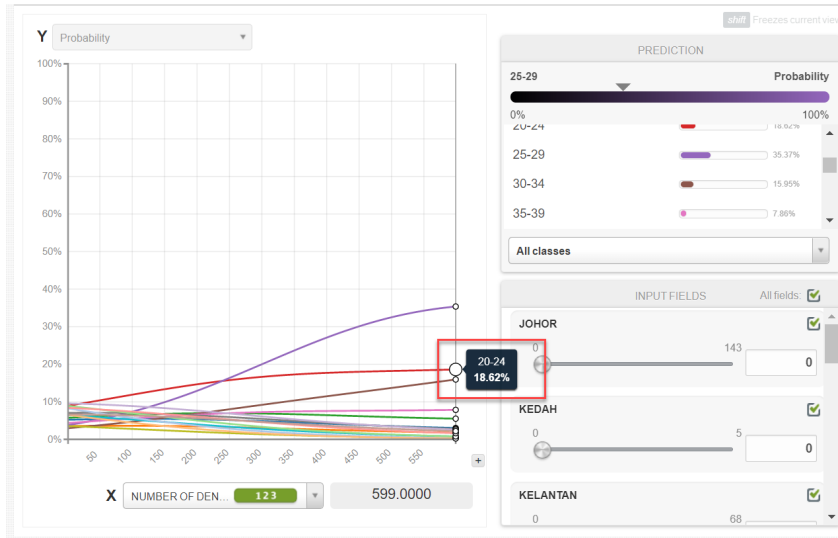 shift Freezes current view
Y Probability
100%
90%
80%
70%
60%
50%
40%
30%
20%
10%
0%
50 100 150 200 250 300 350 400 450 500 550
20-24
18.62%
X NUMBER OF DEN... 123 599.0000
PREDICTION
25-29 Probability
0% 100%
20-24 18.62%
25-29 35.37%
30-34 15.95%
35-39 7.88%
All classes
INPUT FIELDS All fields:
JOHOR
0 143 0
KEDAH
0 5 0
KELANTAN
0 68